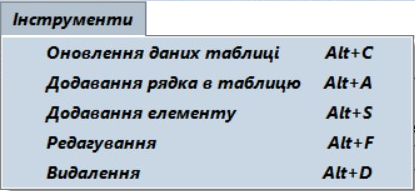 Інструменти
Оновлення даних таблиці Alt+C
Додавання рядка в таблицю Alt+A
Додавання елементу Alt+S
Редагування Alt+F
Видалення Alt+D